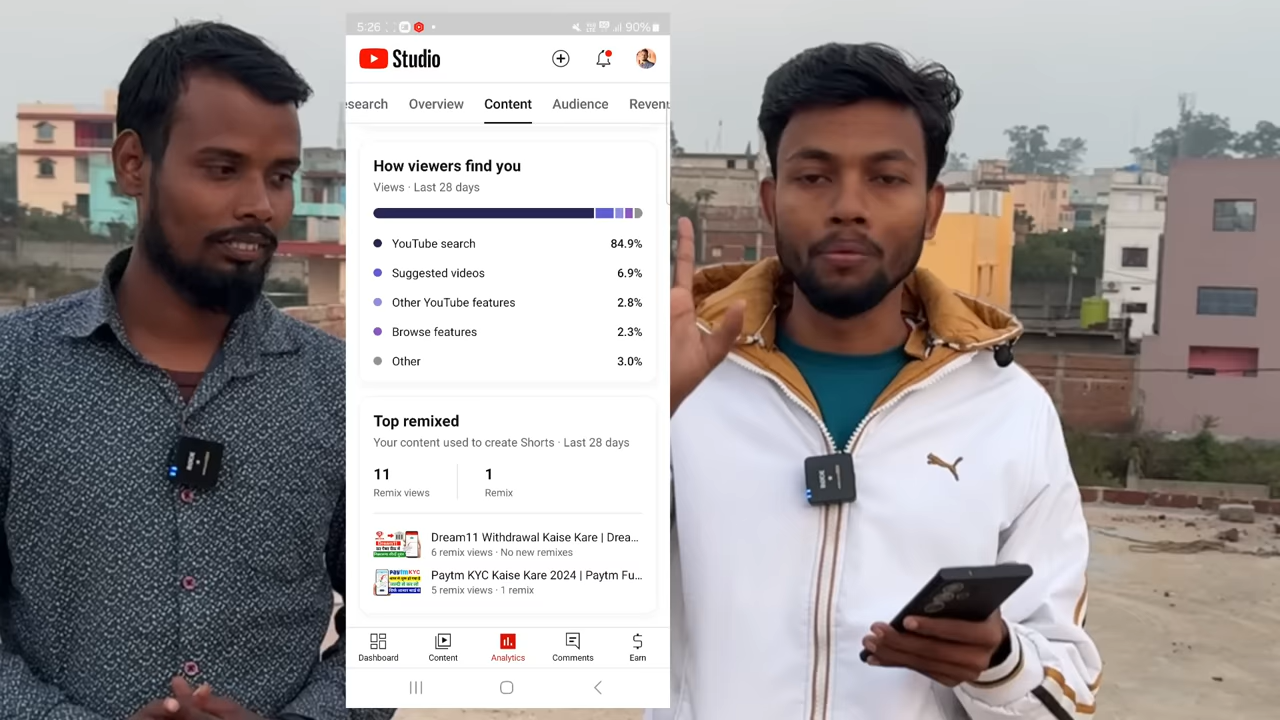 5:26
90%
Studio
search
Overview
Content
Audience
Revenu
How viewers find you
Views · Last 28 days
YouTube search 84.9%
Suggested videos 6.9%
Other YouTube features 2.8%
Browse features 2.3%
Other 3.0%
Top remixed
Your content used to create Shorts · Last 28 days
11
1
Remix views
Remix
Dream11 Withdrawal Kaise Kare | Drea...
6 remix views · No new remixes
Paytm KYC Kaise Kare 2024 | Paytm Fu...
5 remix views · 1 remix
Dashboard
Content
Analytics
Comments
Earn